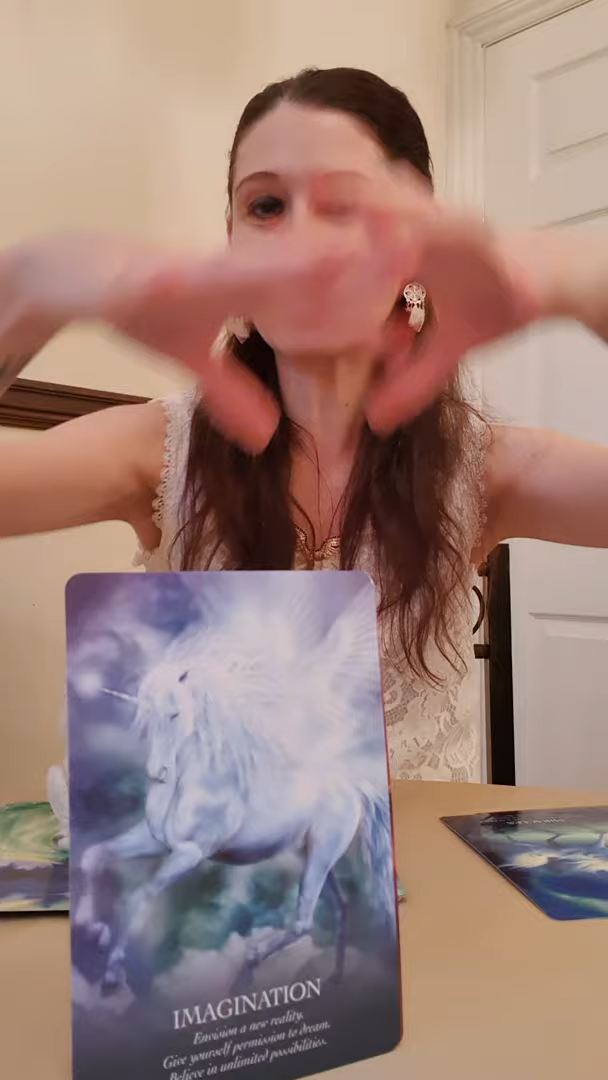 IMAGINATION
Envision a new reality.
Give yourself permission to dream.
Believe in unlimited possibilities.